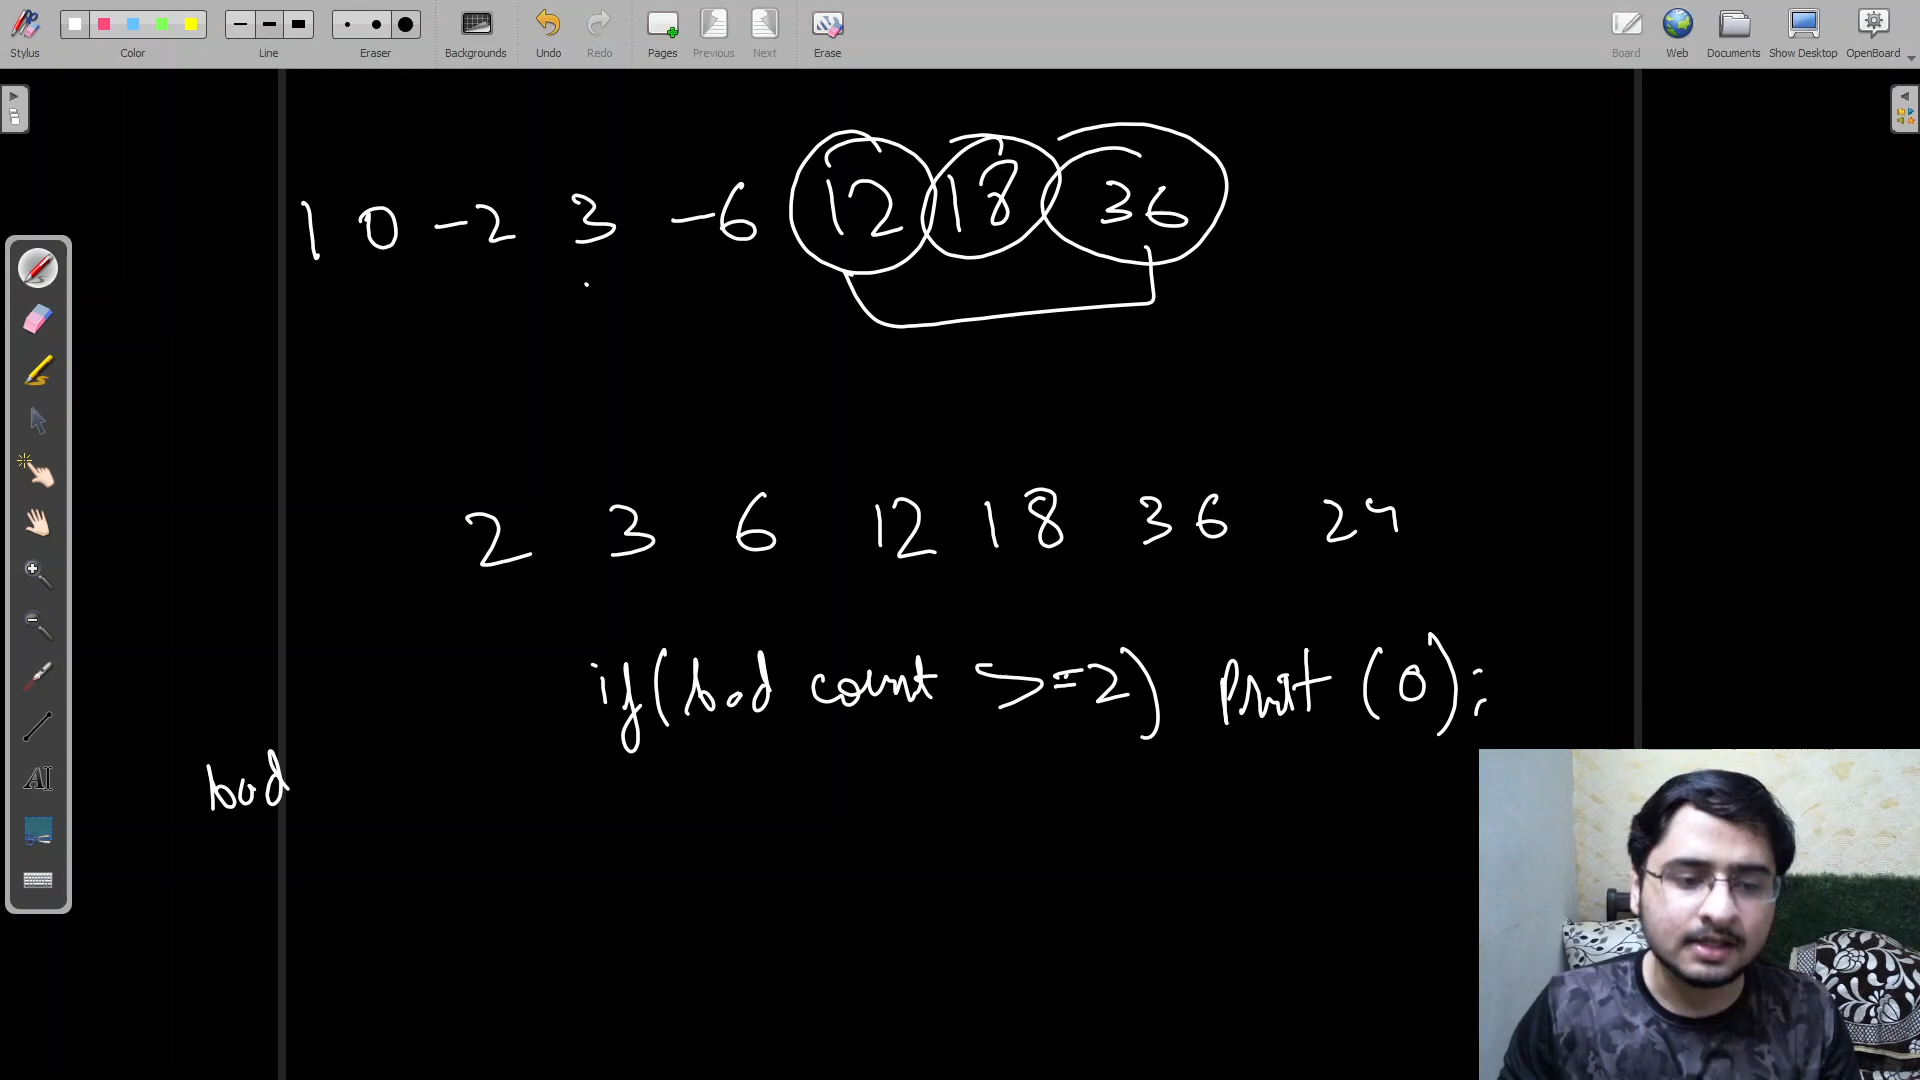 Stylus Color Line Eraser Backgrounds Undo Redo Pages Previous Next Erase Board Web Documents Show Desktop OpenBoard
1 0 -2 3 -6 12 18 36
2 3 6 12 18 36 24
if(bad count >=2) Print (0);
bad